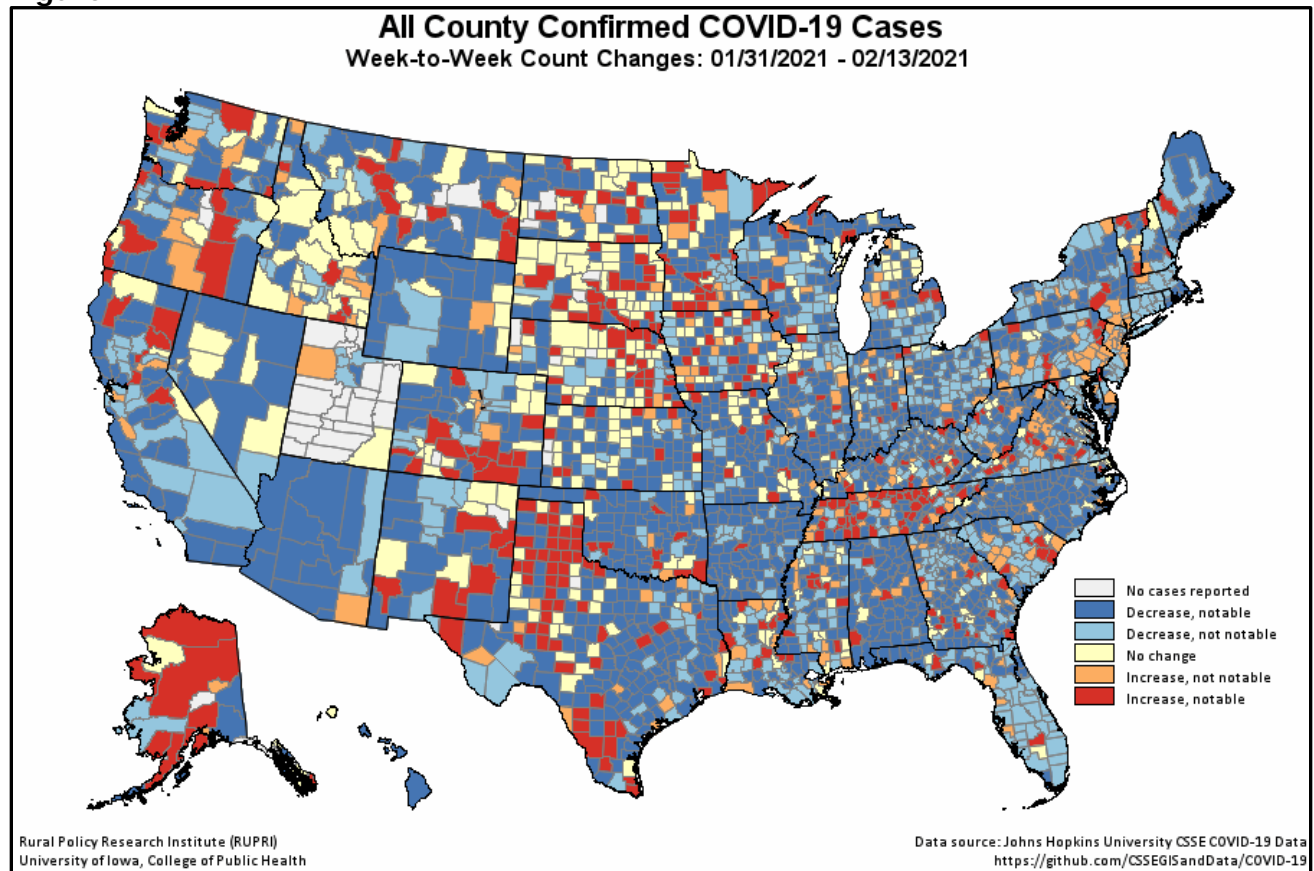 All County Confirmed COVID-19 Cases
Week-to-Week Count Changes: 01/31/2021 - 02/13/2021
No cases reported
Decrease, notable
Decrease, not notable
No change
Increase, not notable
Increase, notable
Rural Policy Research Institute (RUPRI)
University of Iowa, College of Public Health
Data source: Johns Hopkins University CSSE COVID-19 Data
https://github.com/CSSEGISandData/COVID-19